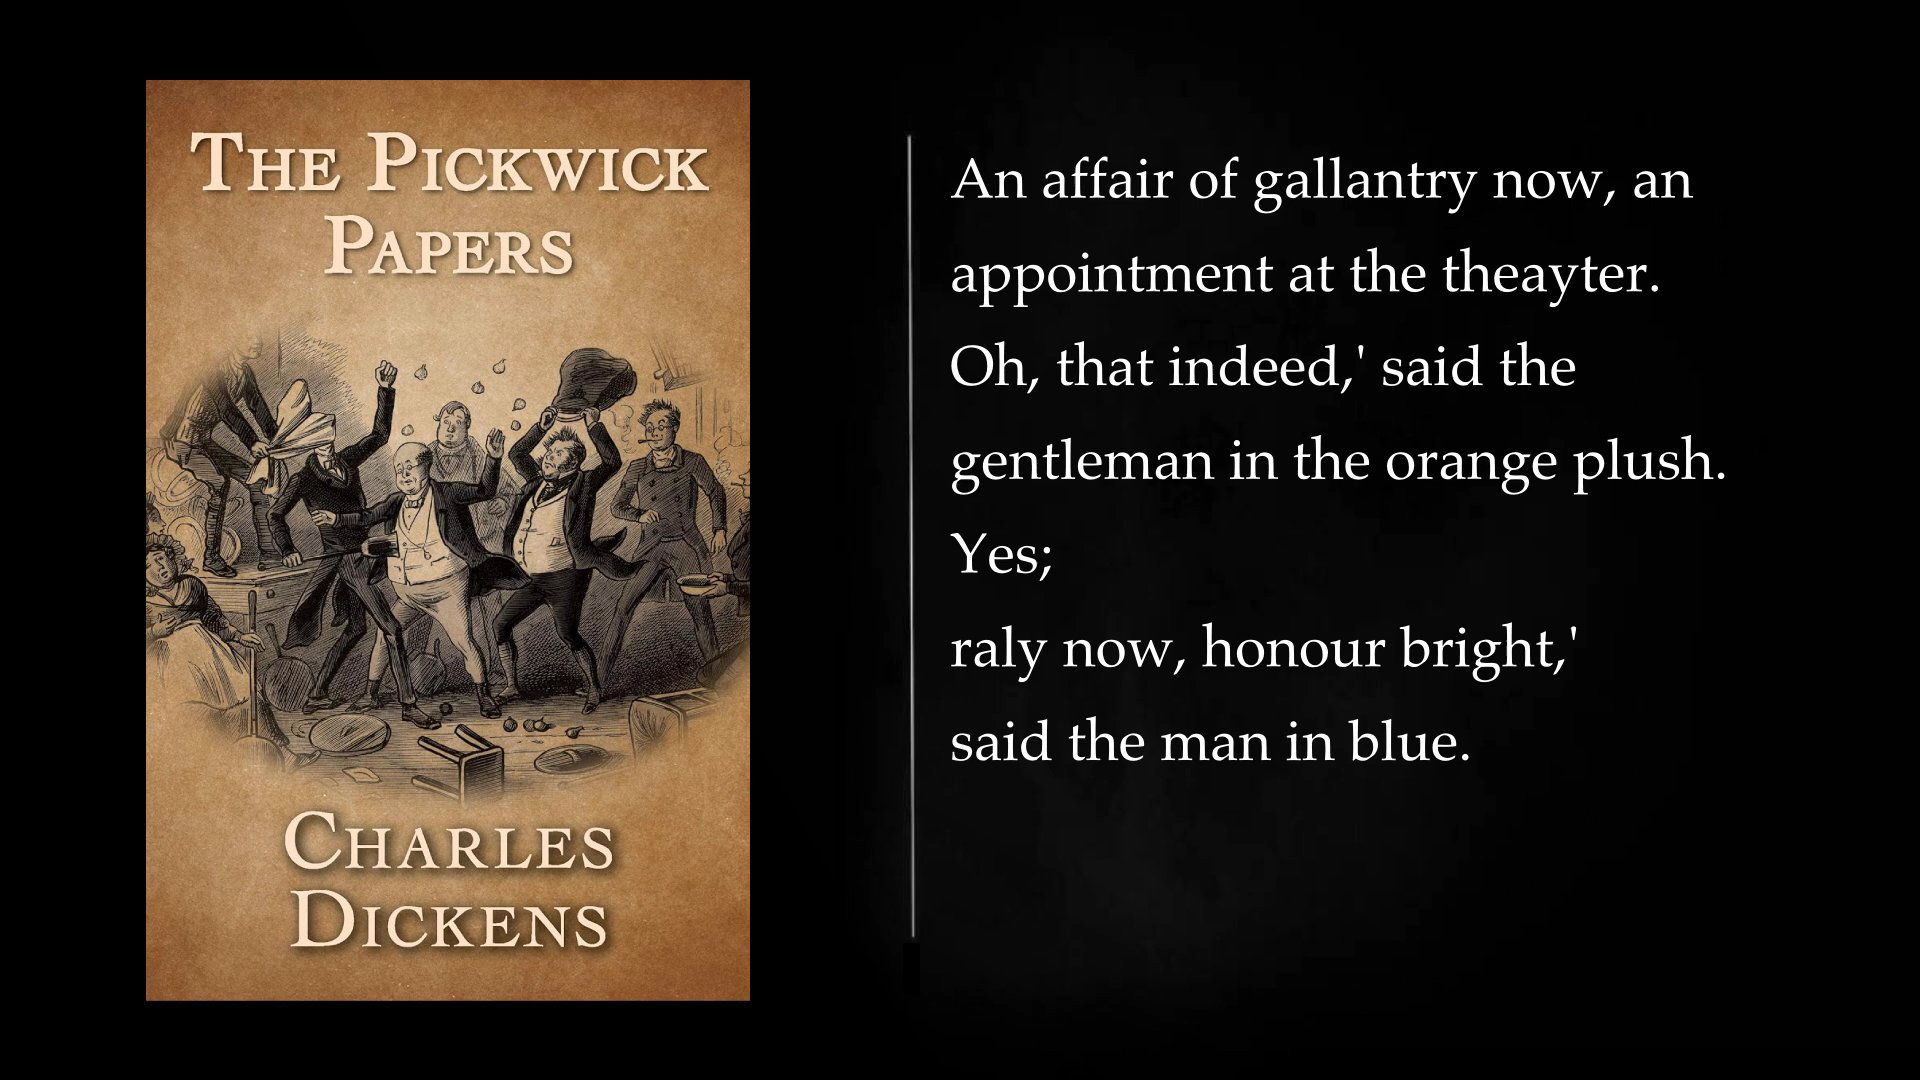 THE PICKWICK
PAPERS
CHARLES
DICKENS
An affair of gallantry now, an
appointment at the theayter.
Oh, that indeed,' said the
gentleman in the orange plush.
Yes;
raly now, honour bright,'
said the man in blue.